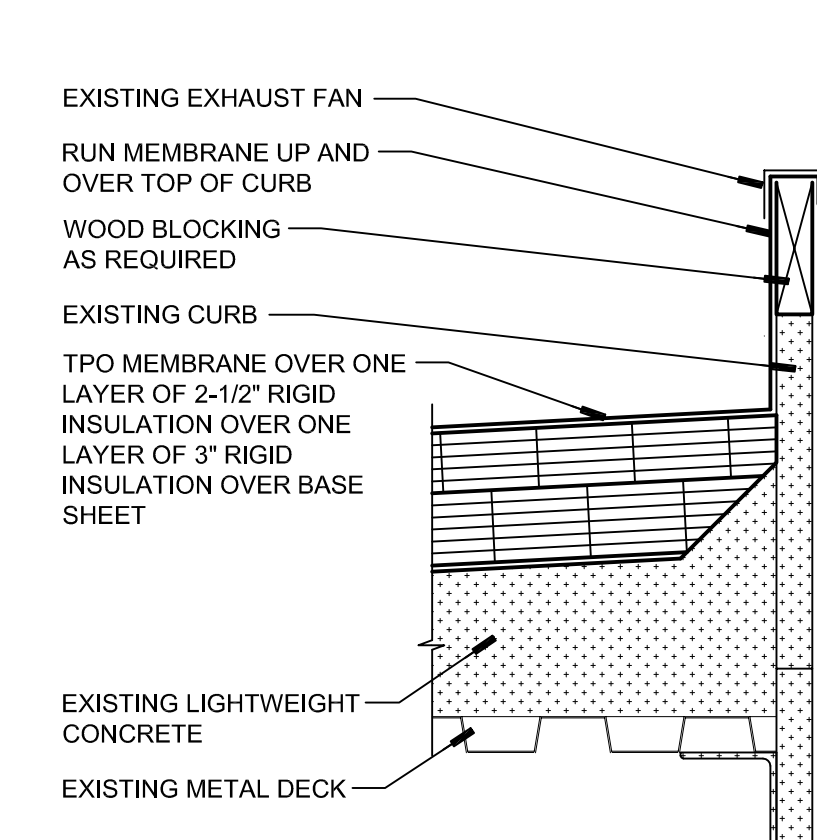 EXISTING EXHAUST FAN
RUN MEMBRANE UP AND
OVER TOP OF CURB
WOOD BLOCKING
AS REQUIRED
EXISTING CURB
TPO MEMBRANE OVER ONE
LAYER OF 2-1/2" RIGID
INSULATION OVER ONE
LAYER OF 3" RIGID
INSULATION OVER BASE
SHEET
EXISTING LIGHTWEIGHT
CONCRETE
EXISTING METAL DECK